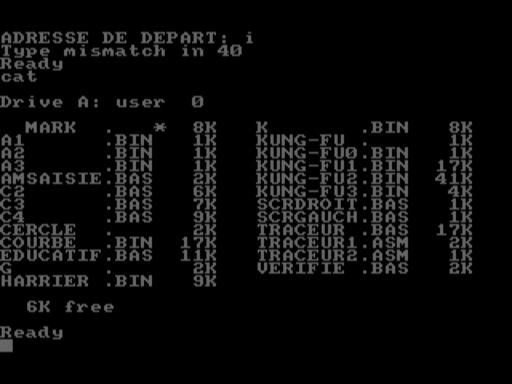 ADRESSE DE DEPART: i
Type mismatch in 40
Ready
cat
Drive A: user  0
  MARK  .   *  8K   K       .BIN   8K
A1      .BIN   1K   KUNG-FU .      1K
A2      .BIN   1K   KUNG-FU0.BIN   1K
A3      .BIN   1K   KUNG-FU1.BIN  17K
AMSAISIE.BAS   2K   KUNG-FU2.BIN  41K
C2      .BAS   6K   KUNG-FU3.BIN   4K
C3      .BAS   7K   SCRDROIT.BAS   1K
C4      .BAS   9K   SCRGAUCH.BAS   1K
CERCLE  .      2K   TRACEUR .BAS  17K
COURBE  .BIN  17K   TRACEUR1.ASM   2K
EDUCATIF.BAS  11K   TRACEUR2.ASM   1K
G       .      2K   VERIFIE .BAS   2K
HARRIER .BIN   9K
  6K free
Ready